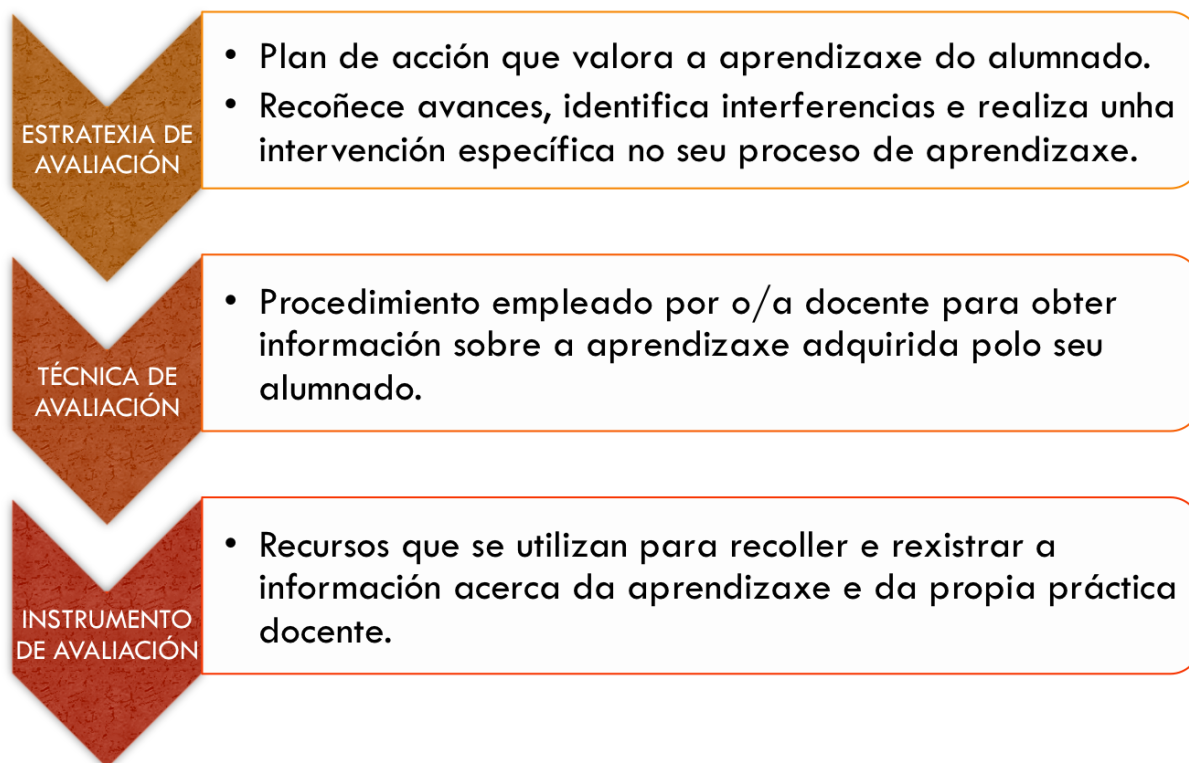 ESTRATEXIA DE
AVALIACIÓN
• Plan de acción que valora a aprendizaxe do alumnado.
• Recoñece avances, identifica interferencias e realiza unha
intervención específica no seu proceso de aprendizaxe.
TÉCNICA DE
AVALIACIÓN
• Procedimiento empleado por o/a docente para obter
información sobre a aprendizaxe adquirida polo seu
alumnado.
INSTRUMENTO
DE AVALIACIÓN
• Recursos que se utilizan para recoller e rexistrar a
información acerca da aprendizaxe e da propia práctica
docente.